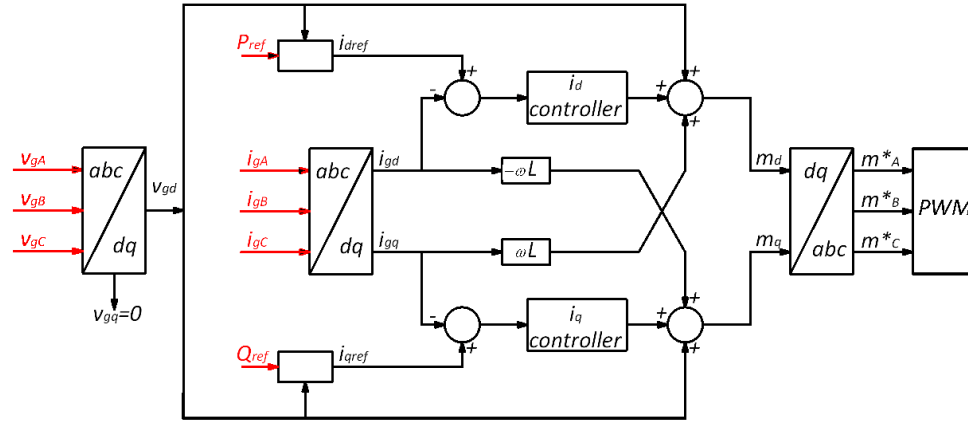 Pref
idref
+
-
id
controller
+
+
+
vgA
vgB
vgC
abc
dq
vgd
vgq=0
igA
igB
igC
abc
dq
igd
igq
-ωL
ωL
md
mq
dq
abc
m*A
m*B
m*C
PWM
-
+
iq
controller
+
+
+
Qref
iqref